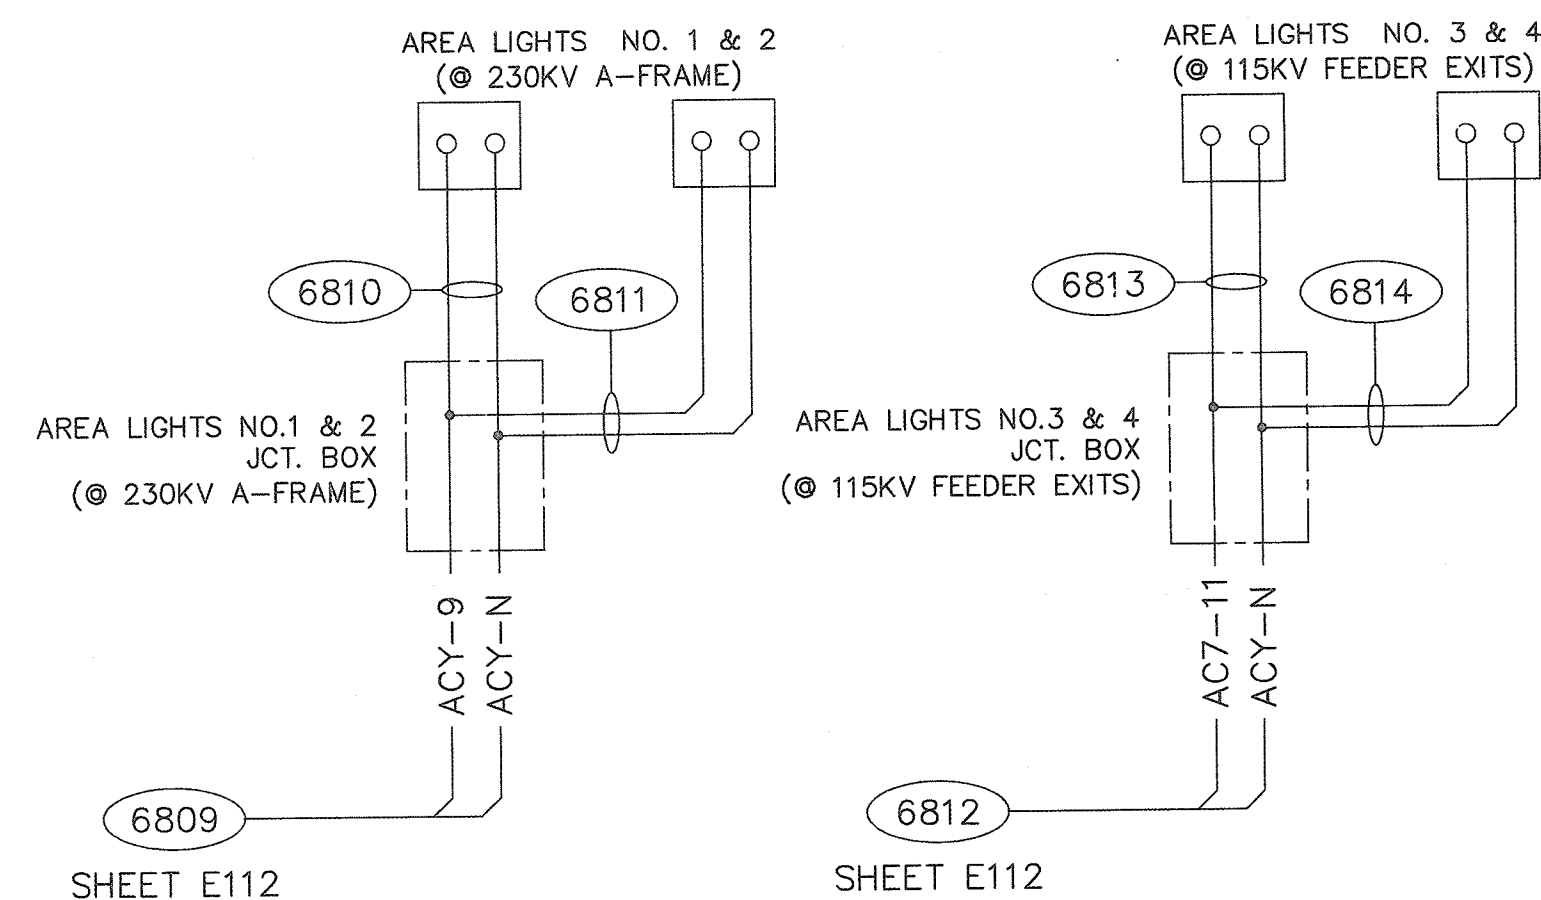 AREA LIGHTS NO. 1 & 2
(@ 230KV A-FRAME)
6810
6811
AREA LIGHTS NO.1 & 2
JCT. BOX
(@ 230KV A-FRAME)
ACY-9
ACY-N
6809
SHEET E112
AREA LIGHTS NO. 3 & 4
(@ 115KV FEEDER EXITS)
6813
6814
AREA LIGHTS NO.3 & 4
JCT. BOX
(@ 115KV FEEDER EXITS)
AC7-11
ACY-N
6812
SHEET E112